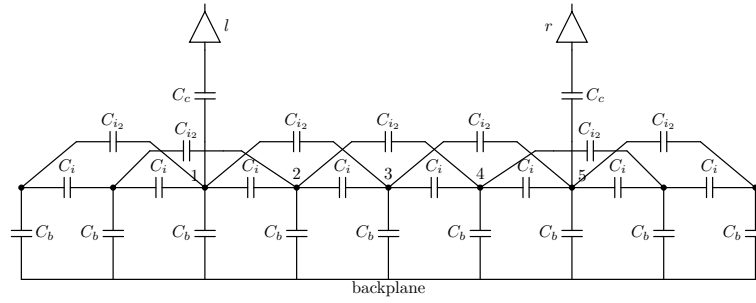 l r
C_c C_c
C_{i_2} C_{i_2} C_{i_2} C_{i_2} C_{i_2} C_{i_2} C_{i_2}
C_i C_i C_i C_i C_i C_i C_i C_i
1 2 3 4 5
C_b C_b C_b C_b C_b C_b C_b C_b C_b
backplane